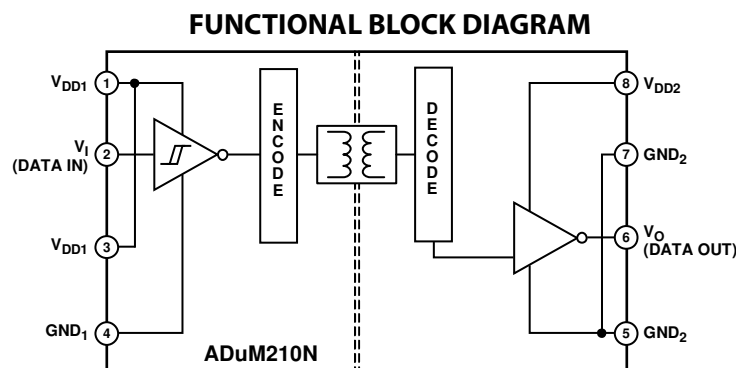 FUNCTIONAL BLOCK DIAGRAM
VDD1 1
VI 2
(DATA IN)
VDD1 3
GND1 4
ENCODE
DECODE
8 VDD2
7 GND2
6 VO
(DATA OUT)
5 GND2
ADuM210N